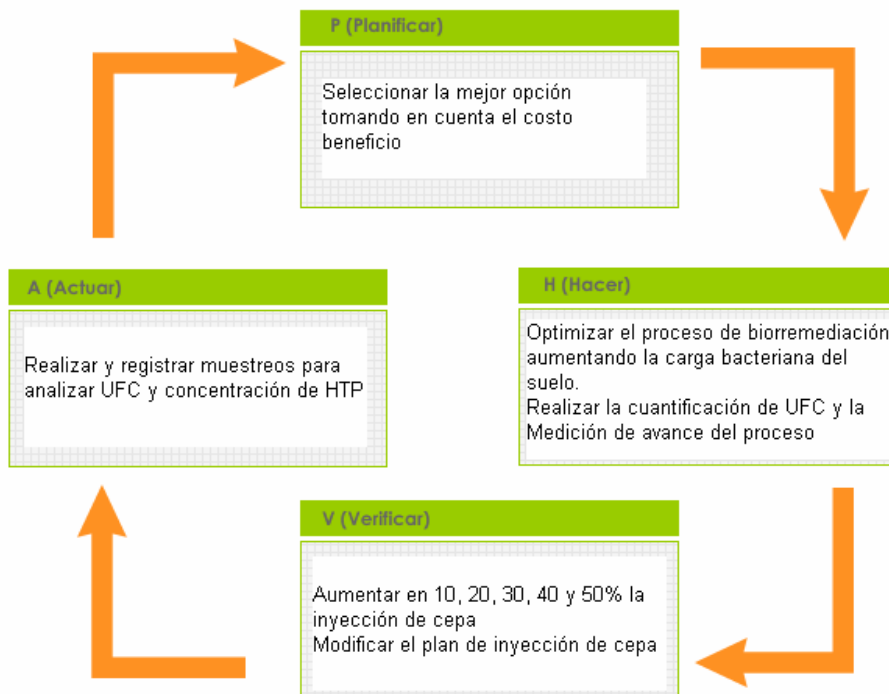 P (Planificar)
Seleccionar la mejor opción
tomando en cuenta el costo
beneficio
A (Actuar)
Realizar y registrar muestreos para
analizar UFC y concentración de HTP
H (Hacer)
Optimizar el proceso de biorremediación
aumentando la carga bacteriana del
suelo.
Realizar la cuantificación de UFC y la
Medición de avance del proceso
V (Verificar)
Aumentar en 10, 20, 30, 40 y 50% la
inyección de cepa
Modificar el plan de inyección de cepa